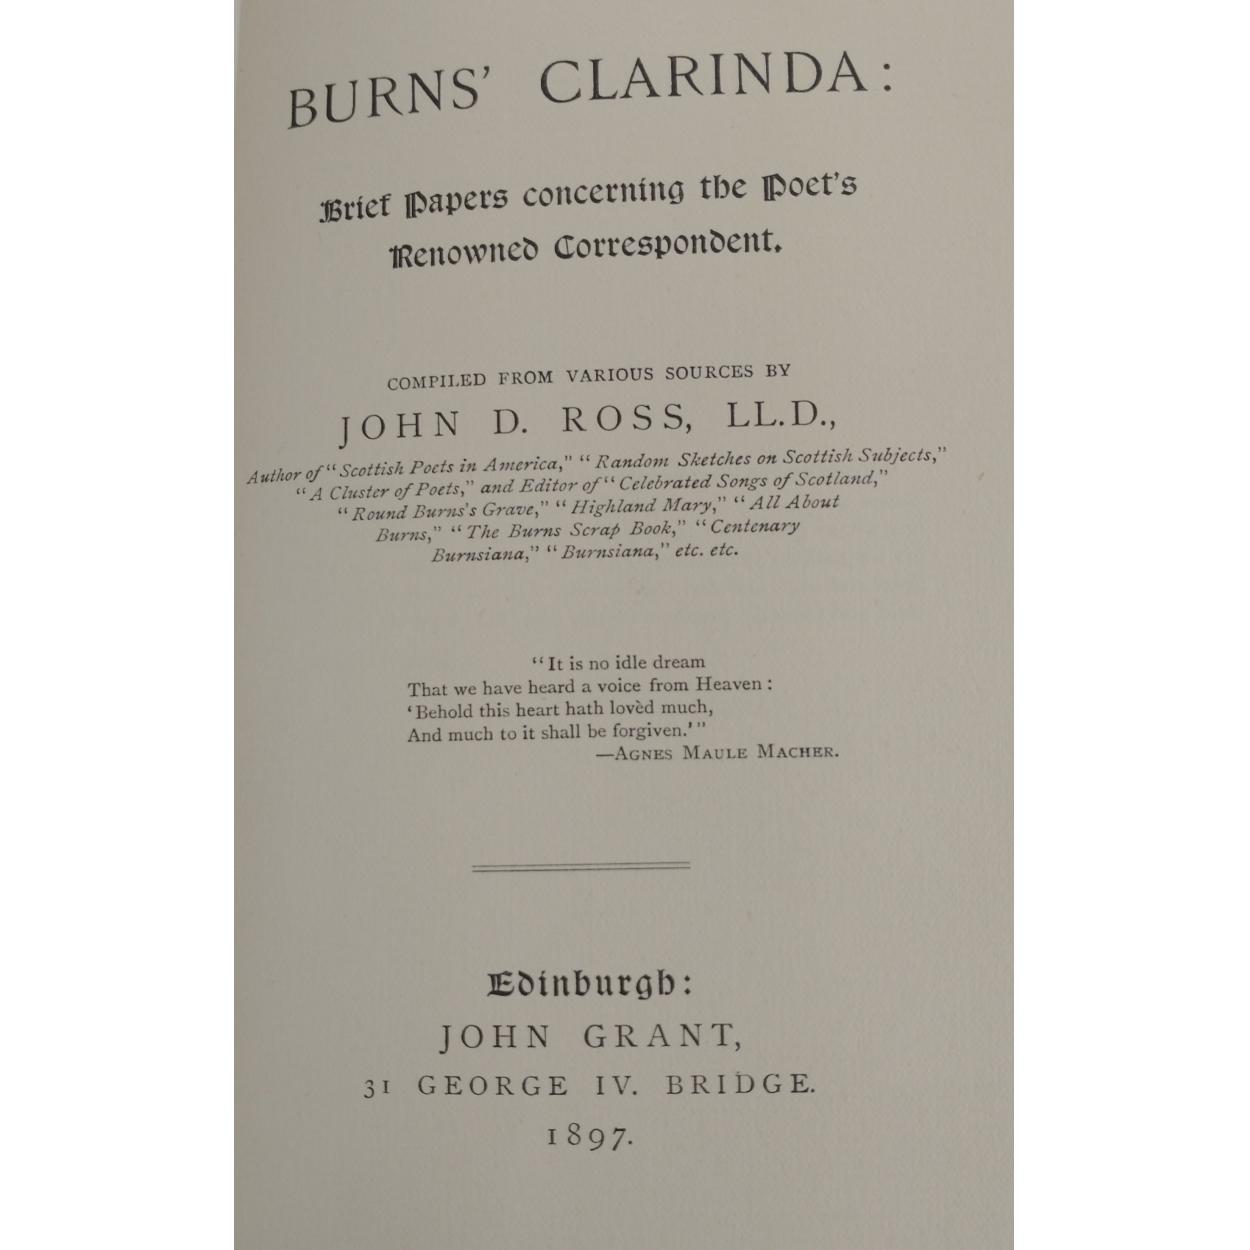 BURNS' CLARINDA:
Brief Papers concerning the Poet's
Renowned Correspondent.
COMPILED FROM VARIOUS SOURCES BY
JOHN D. ROSS, LL.D.,
Author of "Scottish Poets in America," "Random Sketches on Scottish Subjects,"
"A Cluster of Poets," and Editor of "Celebrated Songs of Scotland,"
"Round Burns's Grave," "Highland Mary," "All About
Burns," "The Burns Scrap Book," "Centenary
Burnsiana," "Burnsiana," etc. etc.
"It is no idle dream
That we have heard a voice from Heaven:
'Behold this heart hath lovèd much,
And much to it shall be forgiven.'"
—AGNES MAULE MACHER.
Edinburgh:
JOHN GRANT,
31 GEORGE IV. BRIDGE.
1897.